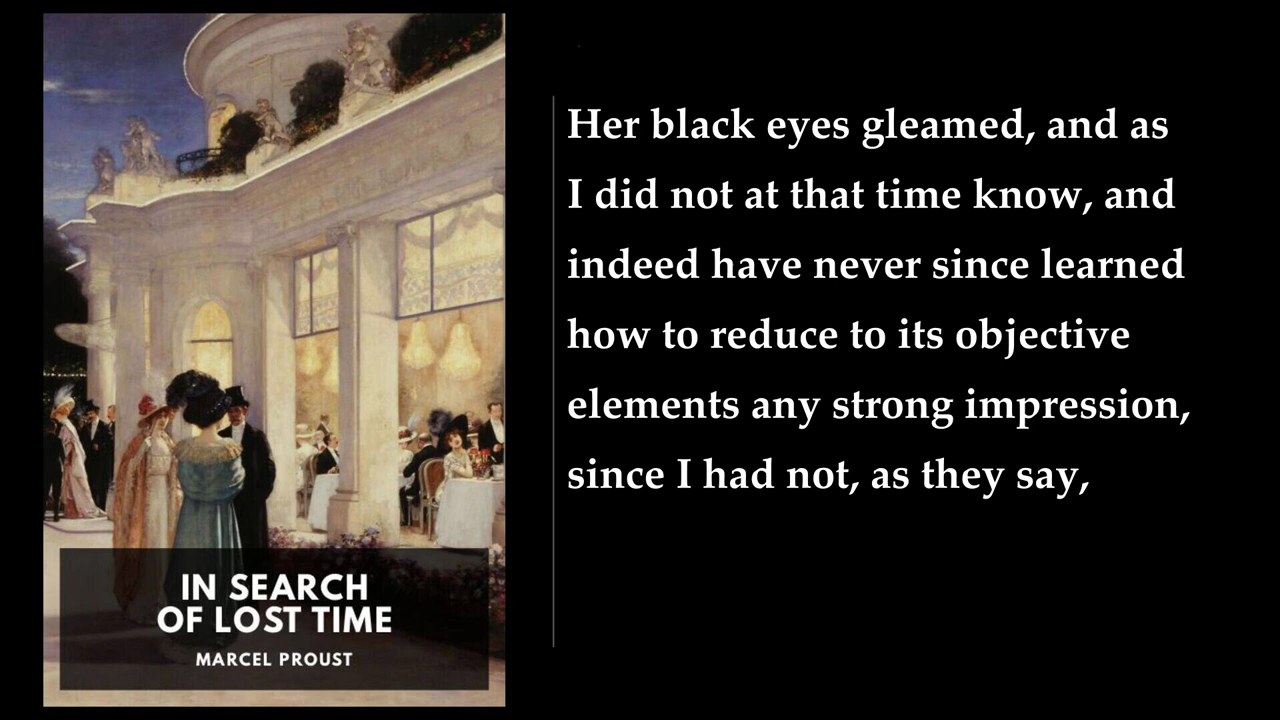 Her black eyes gleamed, and as
I did not at that time know, and
indeed have never since learned
how to reduce to its objective
elements any strong impression,
since I had not, as they say,
IN SEARCH
OF LOST TIME
MARCEL PROUST